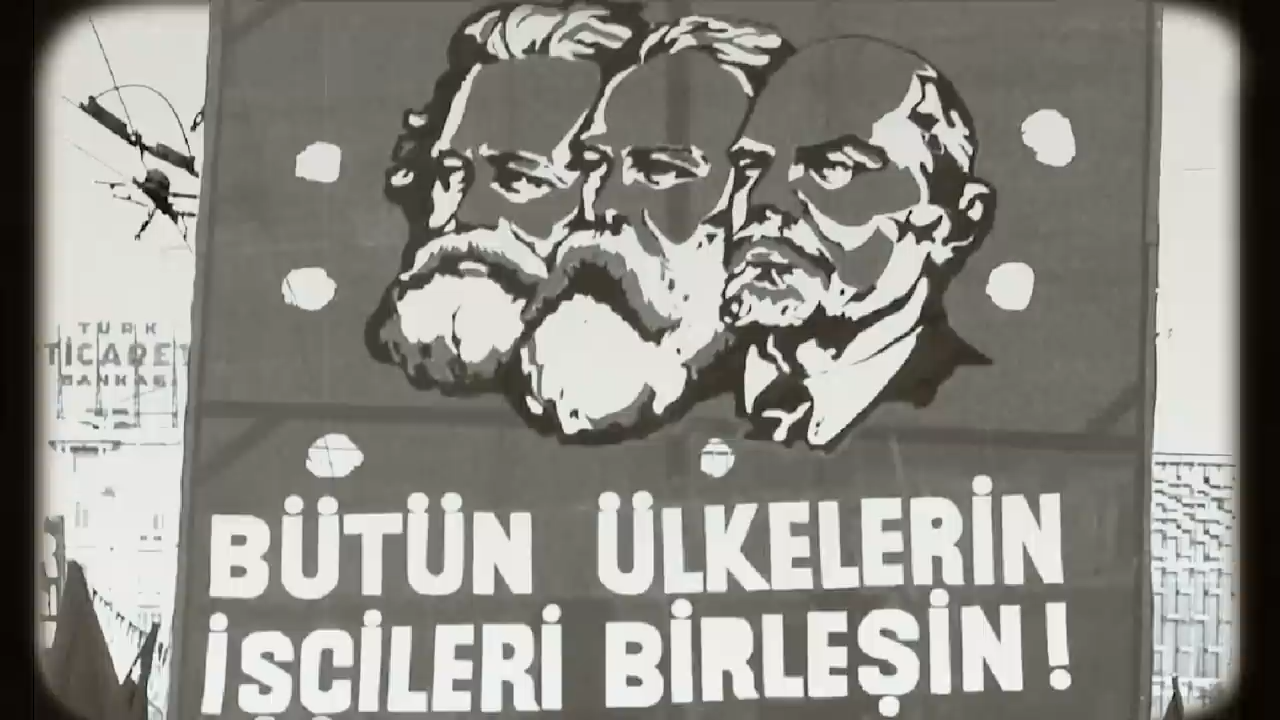 TÜRK
TİCARET
BANKASI
BÜTÜN ÜLKELERİN
İŞÇİLERİ BİRLEŞİN!